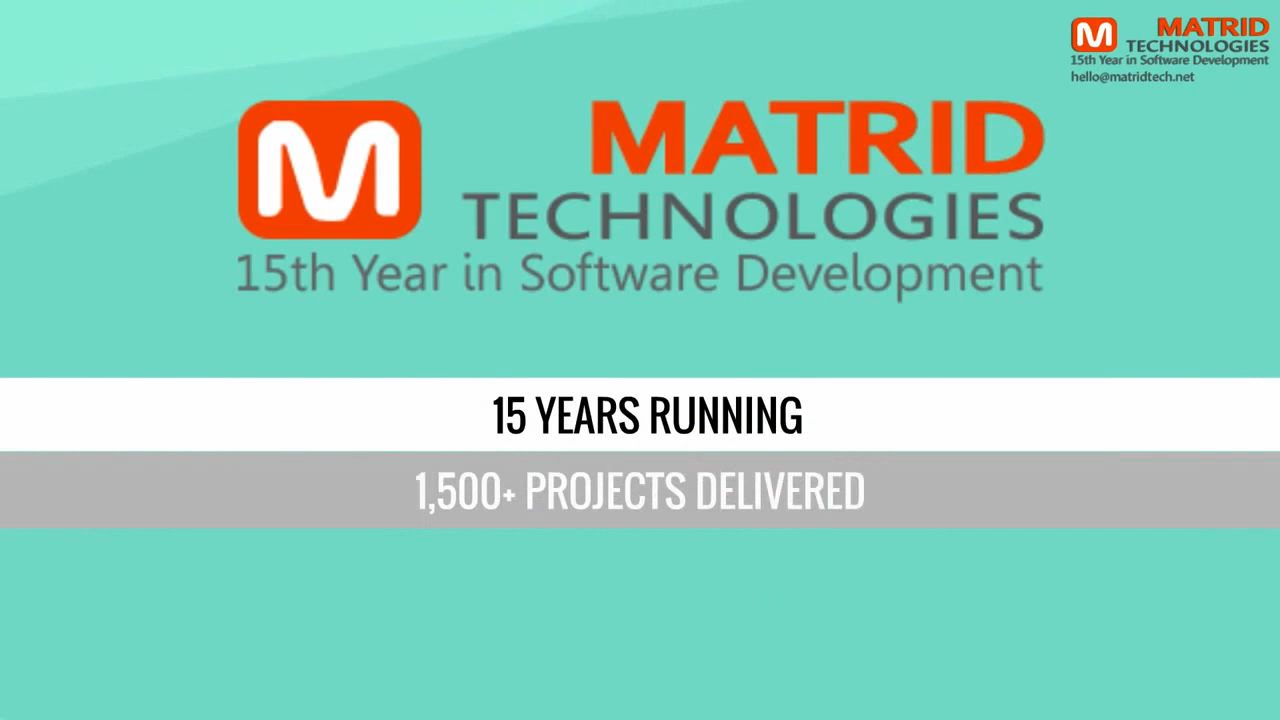 M MATRID
TECHNOLOGIES
15th Year in Software Development
hello@matridtech.net
M MATRID
TECHNOLOGIES
15th Year in Software Development
15 YEARS RUNNING
1,500+ PROJECTS DELIVERED